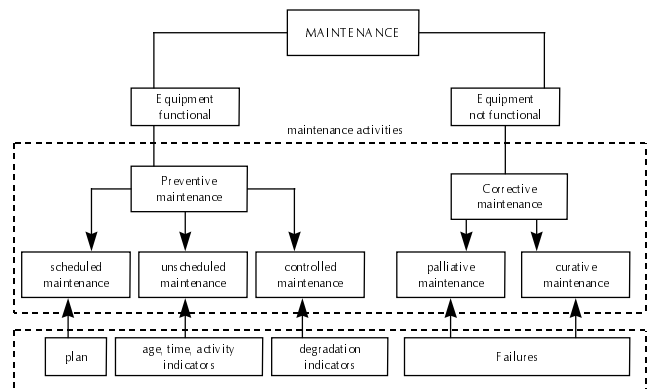 MAINTENANCE
Equipment
functional
Equipment
not functional
maintenance activities
Preventive
maintenance
Corrective
maintenance
scheduled
maintenance
unscheduled
maintenance
controlled
maintenance
palliative
maintenance
curative
maintenance
plan
age, time, activity
indicators
degradation
indicators
Failures